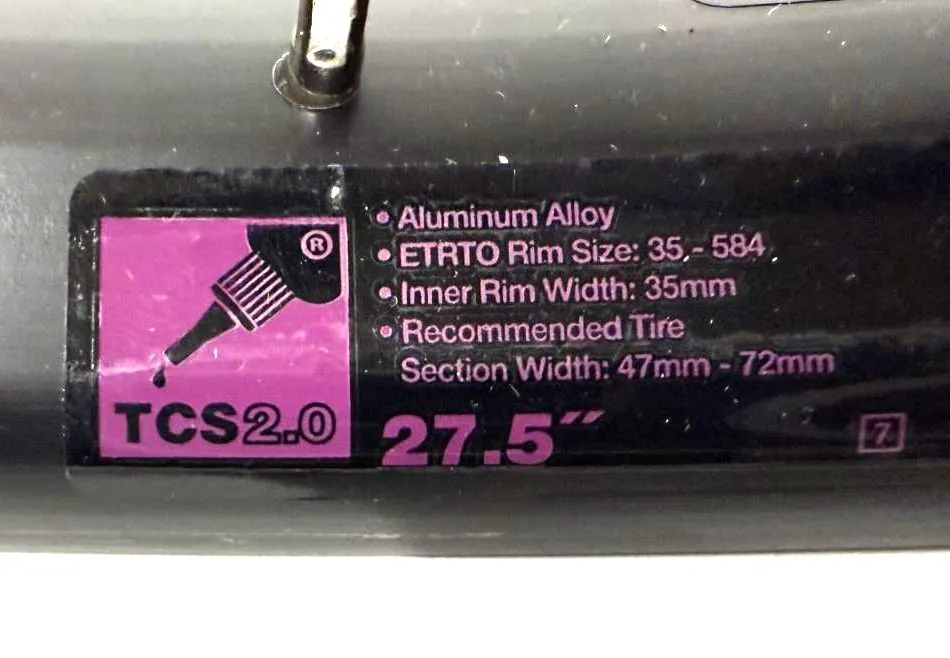 ®
• Aluminum Alloy
• ETRTO Rim Size: 35 - 584
• Inner Rim Width: 35mm
• Recommended Tire
Section Width: 47mm - 72mm
TCS2.0
27.5″
7